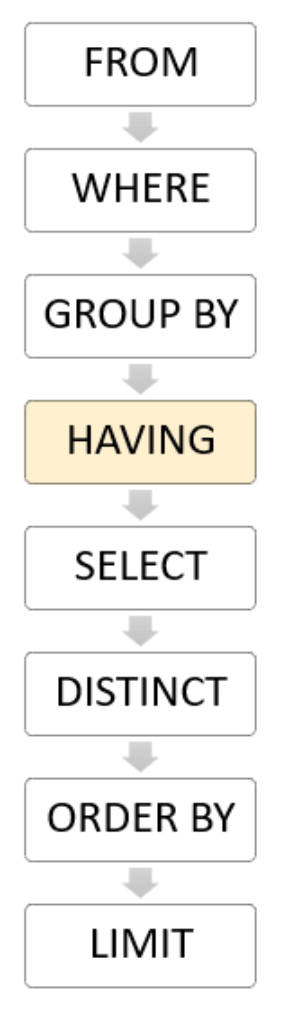 FROM
WHERE
GROUP BY
HAVING
SELECT
DISTINCT
ORDER BY
LIMIT